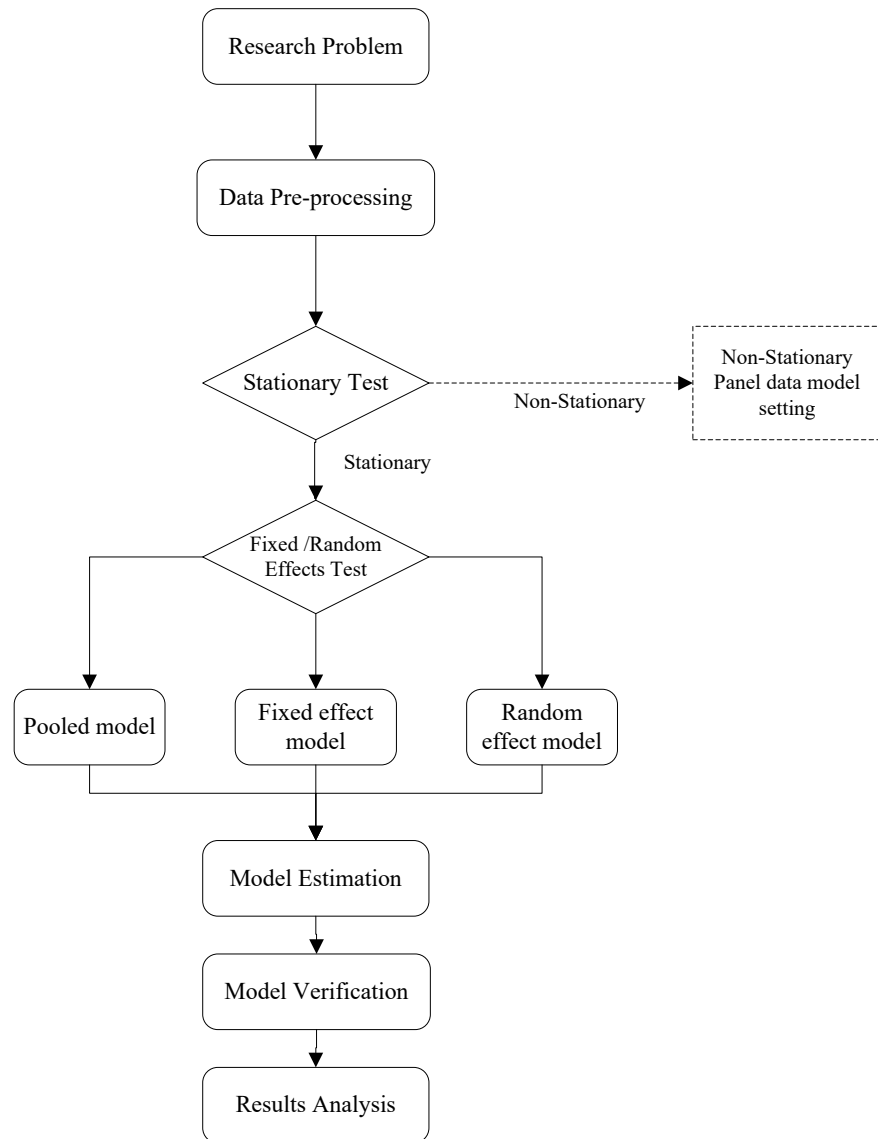 Research Problem
Data Pre-processing
Stationary Test
Non-Stationary
Non-Stationary
Panel data model
setting
Stationary
Fixed /Random
Effects Test
Pooled model
Fixed effect
model
Random
effect model
Model Estimation
Model Verification
Results Analysis